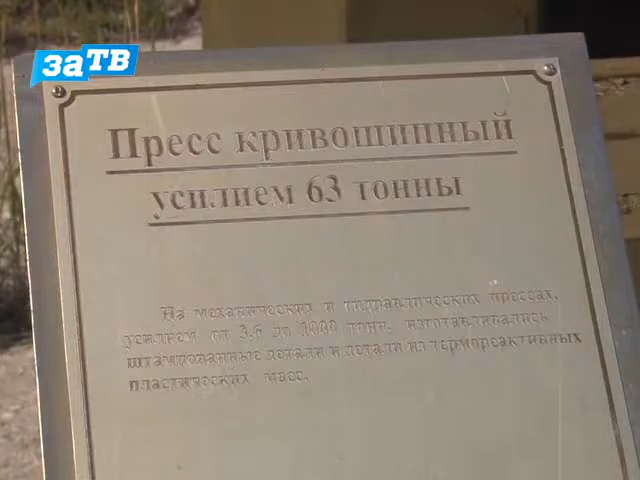 заТВ
Пресс кривошипный
усилием 63 тонны
На механических и гидравлических прессах,
усилием от 3,6 до 1000 тонн, изготавливались
штампованные детали и детали из термореактивных
пластических масс.